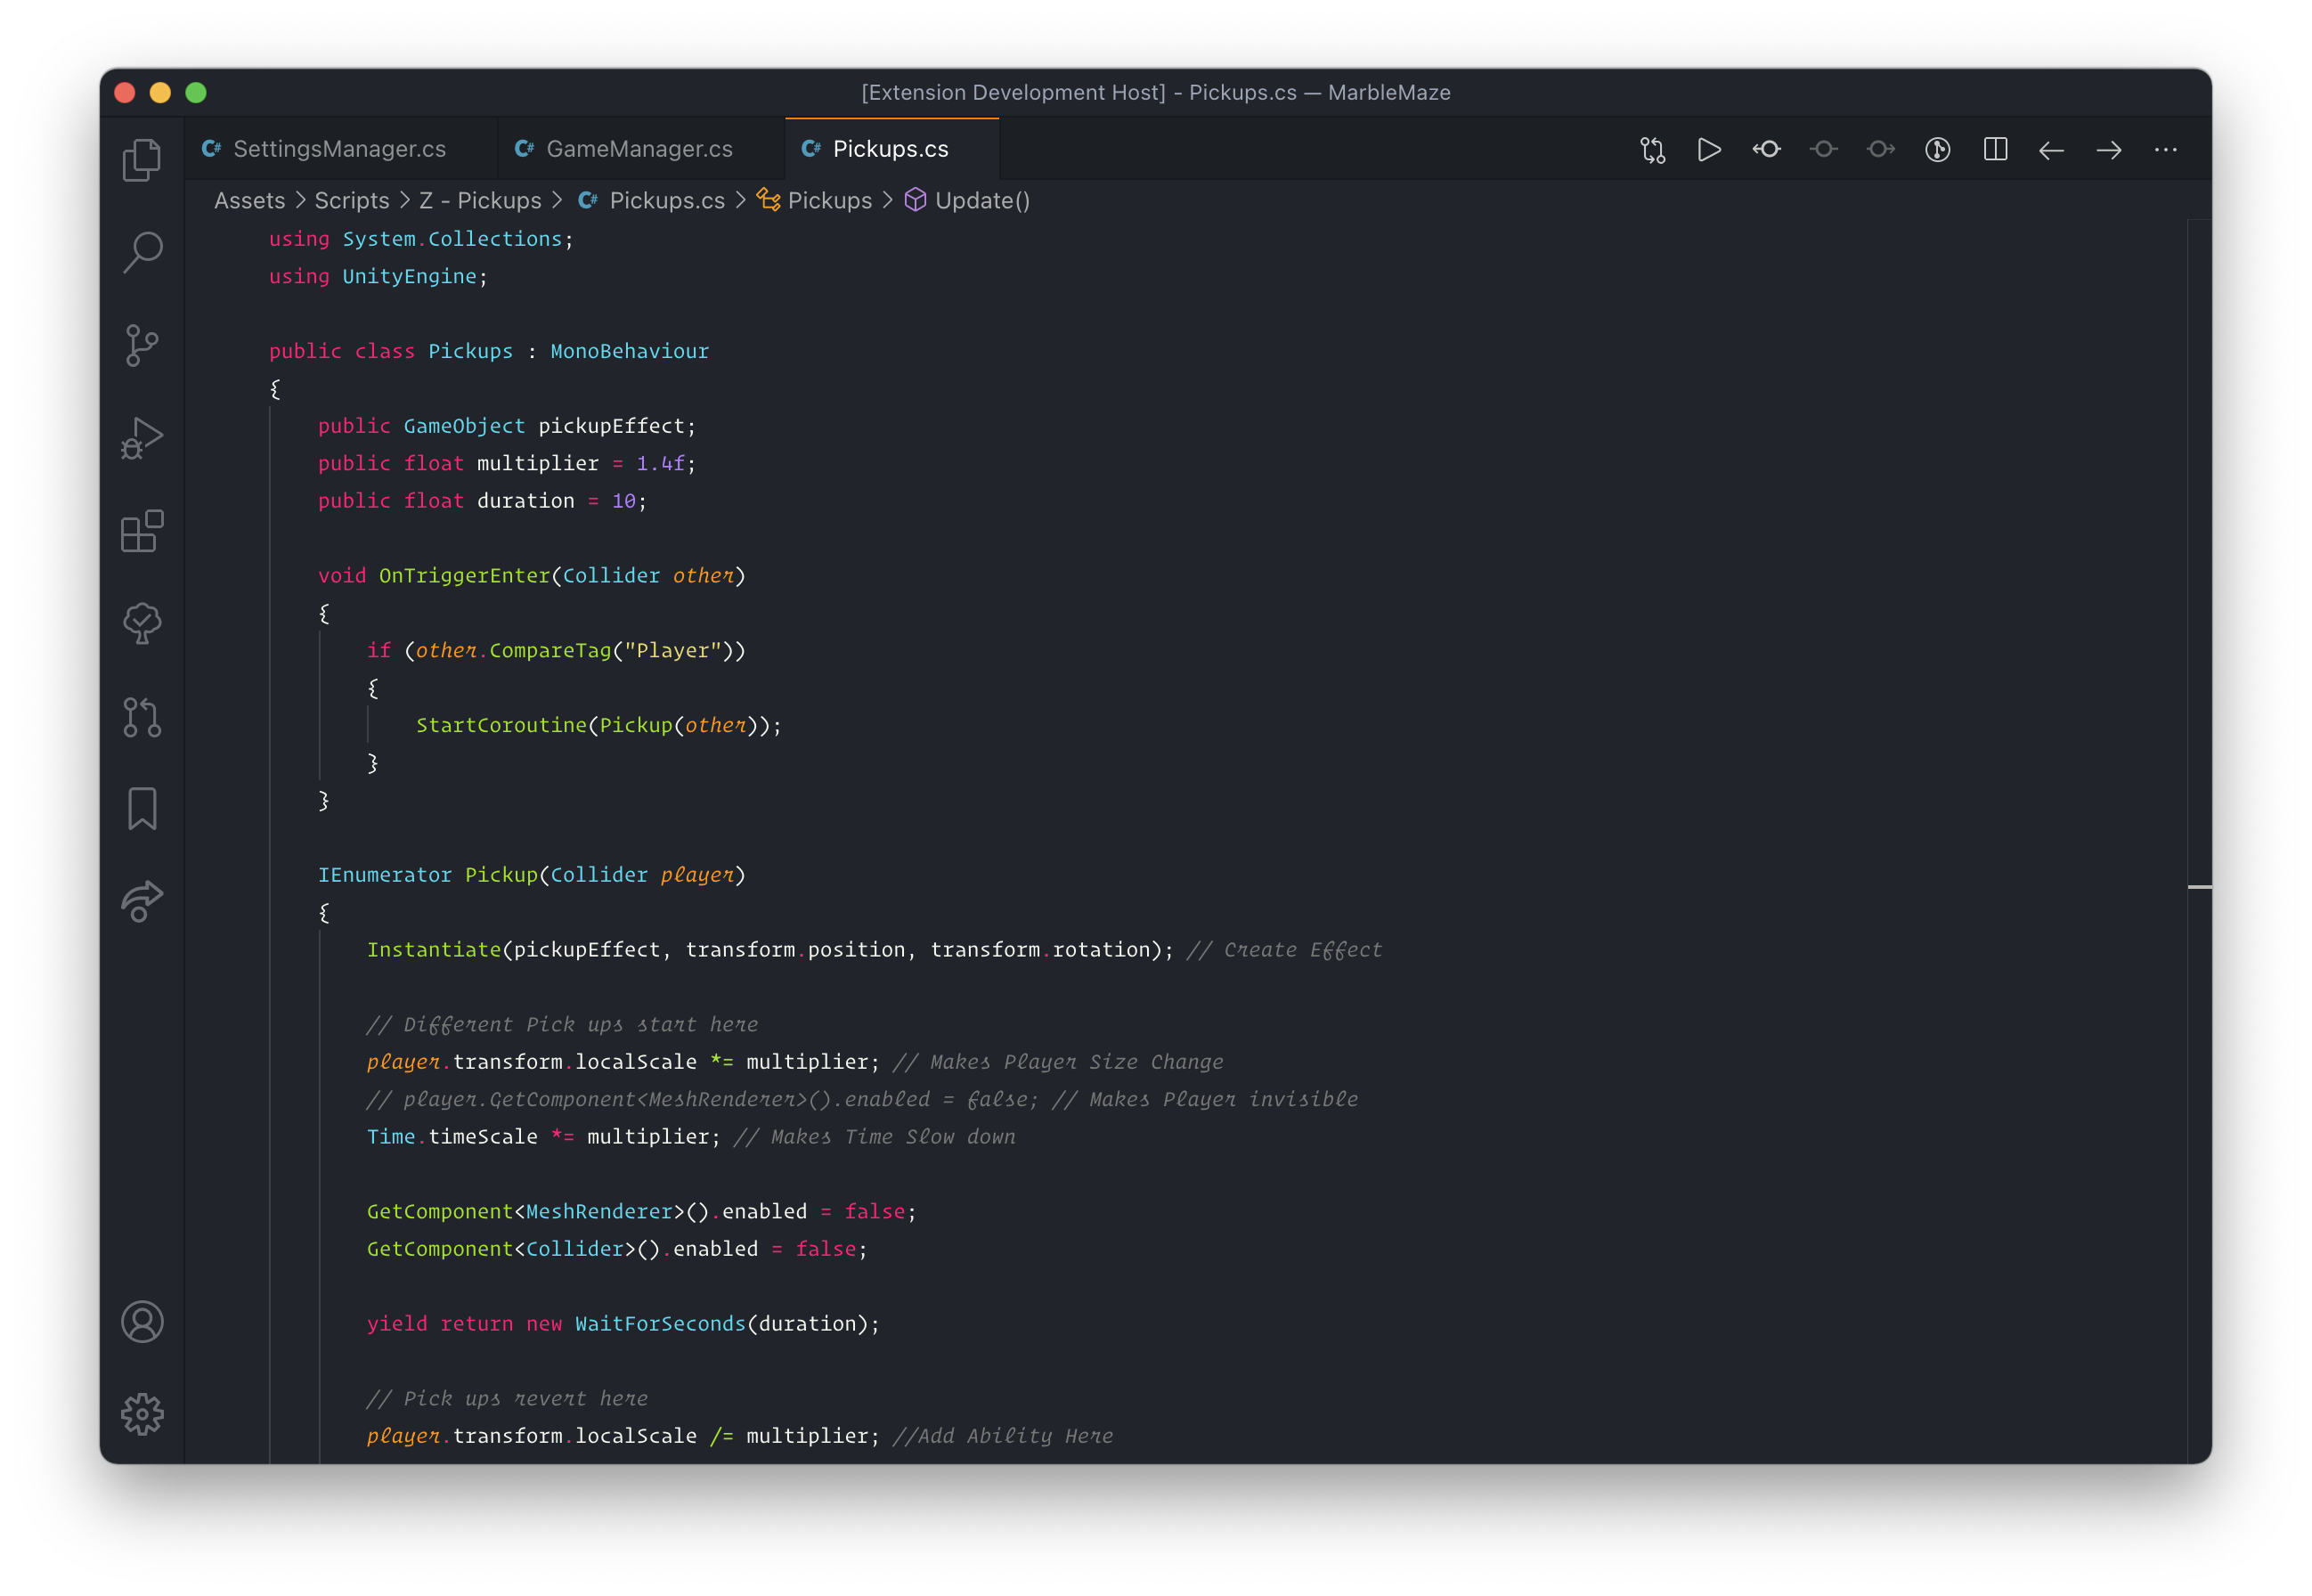 [Extension Development Host] - Pickups.cs — MarbleMaze
C# SettingsManager.cs C# GameManager.cs C# Pickups.cs
Assets > Scripts > Z - Pickups > C# Pickups.cs > Pickups > Update()
using System.Collections;
using UnityEngine;
public class Pickups : MonoBehaviour
{
public GameObject pickupEffect;
public float multiplier = 1.4f;
public float duration = 10;
void OnTriggerEnter(Collider other)
{
if (other.CompareTag("Player"))
{
StartCoroutine(Pickup(other));
}
}
IEnumerator Pickup(Collider player)
{
Instantiate(pickupEffect, transform.position, transform.rotation); // Create Effect
// Different Pick ups start here
player.transform.localScale *= multiplier; // Makes Player Size Change
// player.GetComponent<MeshRenderer>().enabled = false; // Makes Player invisible
Time.timeScale *= multiplier; // Makes Time Slow down
GetComponent<MeshRenderer>().enabled = false;
GetComponent<Collider>().enabled = false;
yield return new WaitForSeconds(duration);
// Pick ups revert here
player.transform.localScale /= multiplier; //Add Ability Here